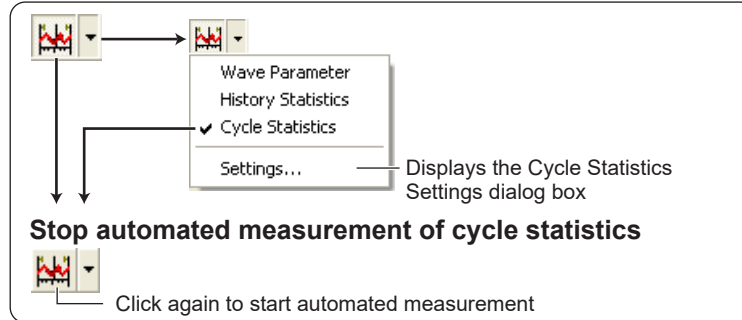 Wave Parameter
History Statistics
Cycle Statistics
Settings...
Displays the Cycle Statistics
Settings dialog box
Stop automated measurement of cycle statistics
Click again to start automated measurement